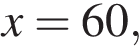 x = 60,